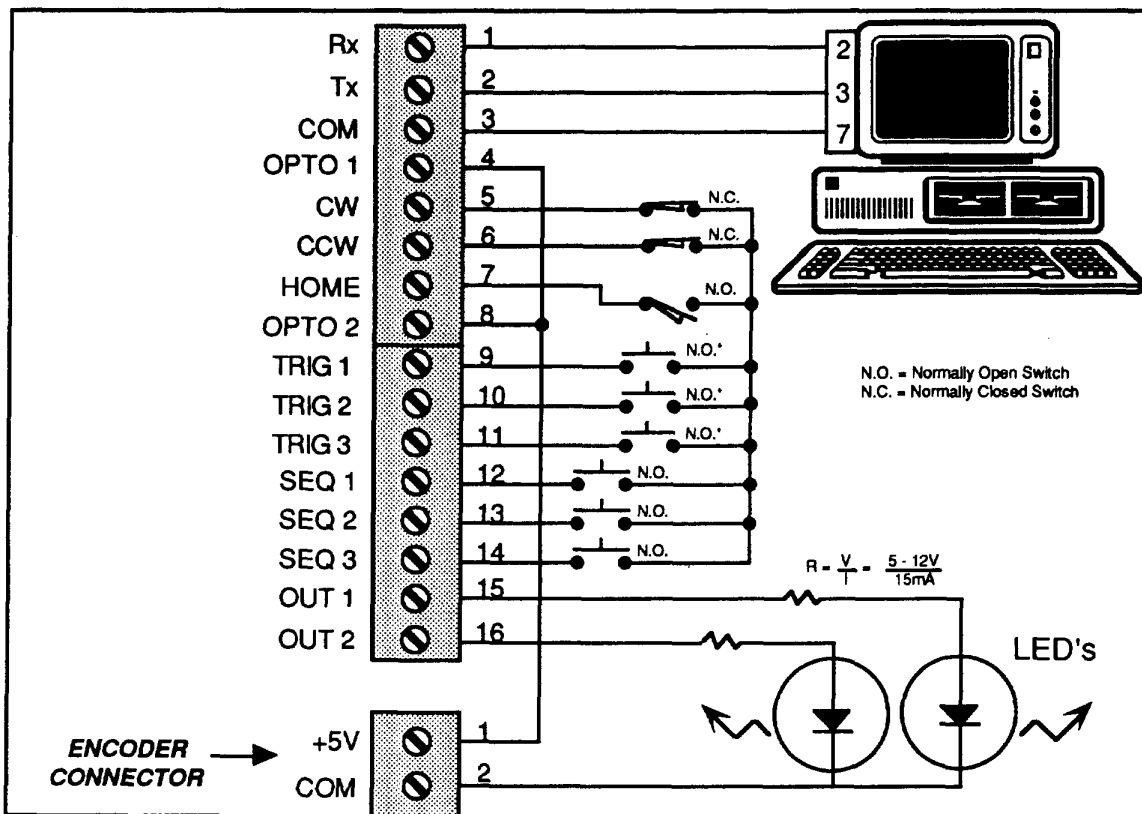 Rx 1 2
Tx 2 3
COM 3 7
OPTO 1 4
CW 5 N.C.
CCW 6 N.C.
HOME 7 N.O.
OPTO 2 8
TRIG 1 9 N.O.*
TRIG 2 10 N.O.*
TRIG 3 11 N.O.*
SEQ 1 12 N.O.
SEQ 2 13 N.O.
SEQ 3 14 N.O.
OUT 1 15
OUT 2 16
N.O. = Normally Open Switch
N.C. = Normally Closed Switch
R = V/I = 5 - 12V/15mA
LED's
ENCODER
CONNECTOR
+5V 1
COM 2